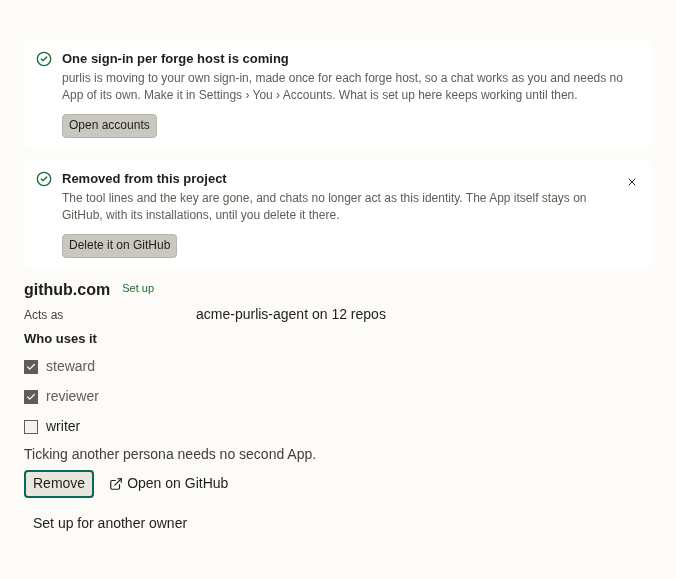 One sign-in per forge host is coming
purlis is moving to your own sign-in, made once for each forge host, so a chat works as you and needs no
App of its own. Make it in Settings › You › Accounts. What is set up here keeps working until then.
Open accounts
Removed from this project
The tool lines and the key are gone, and chats no longer act as this identity. The App itself stays on
GitHub, with its installations, until you delete it there.
Delete it on GitHub
github.com Set up
Acts as acme-purlis-agent on 12 repos
Who uses it
steward
reviewer
writer
Ticking another persona needs no second App.
Remove Open on GitHub
Set up for another owner